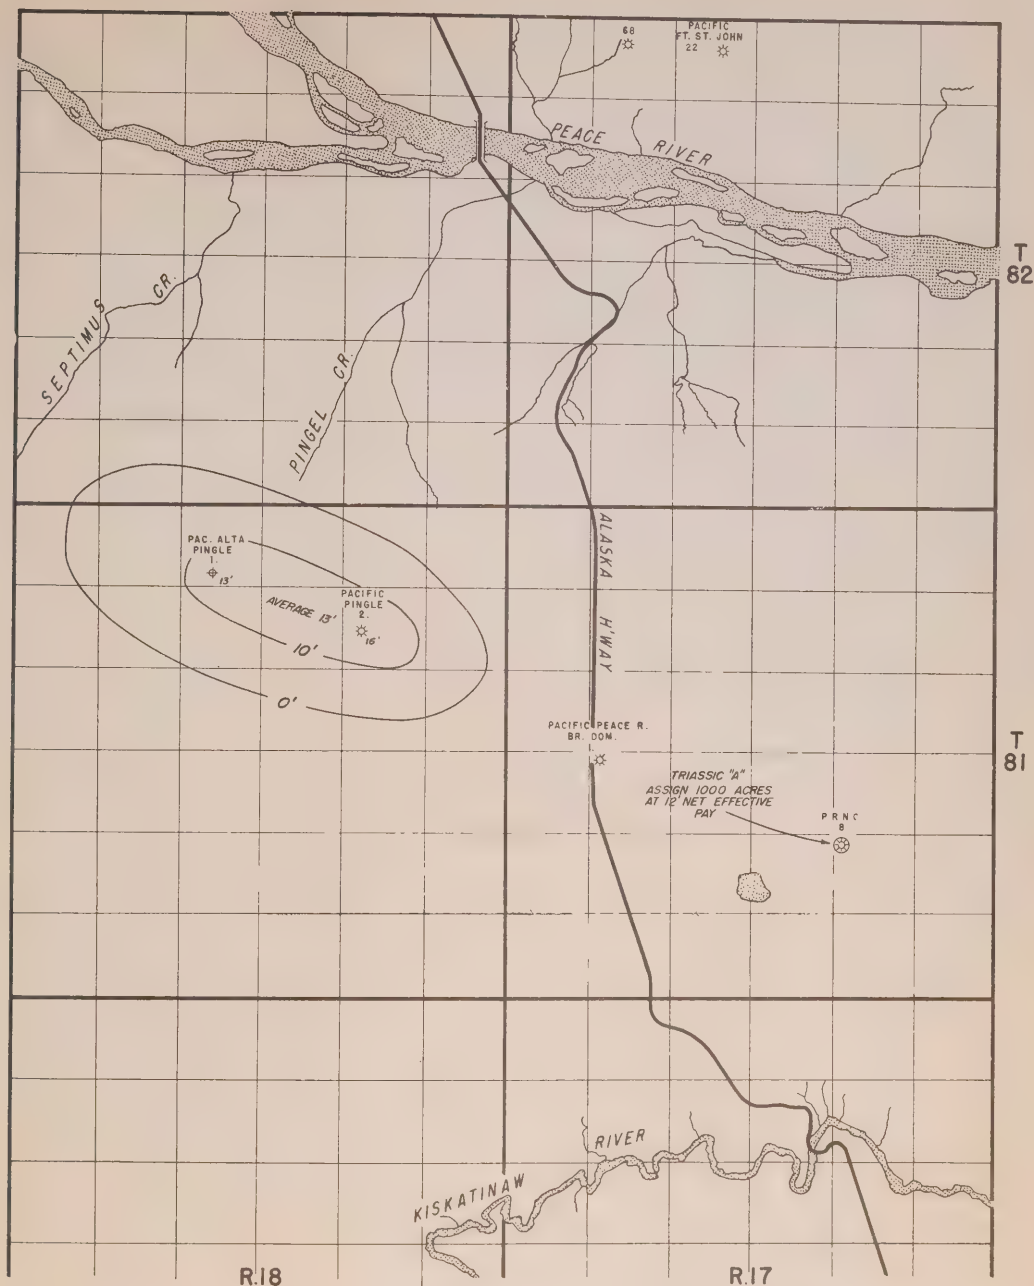 68
PACIFIC
FT. ST. JOHN
22
PEACE RIVER
T
82
SEPTIMUS CR.
PINGEL CR.
ALASKA H'WAY
PAC. ALTA
PINGLE
1.
13'
AVERAGE 13'
PACIFIC
PINGLE
2.
16'
10'
0'
PACIFIC PEACE R.
BR. DOM.
1.
T
81
TRIASSIC "A"
ASSIGN 1000 ACRES
AT 12' NET EFFECTIVE
PAY
P R N C
8
KISKATINAW RIVER
R.18
R.17